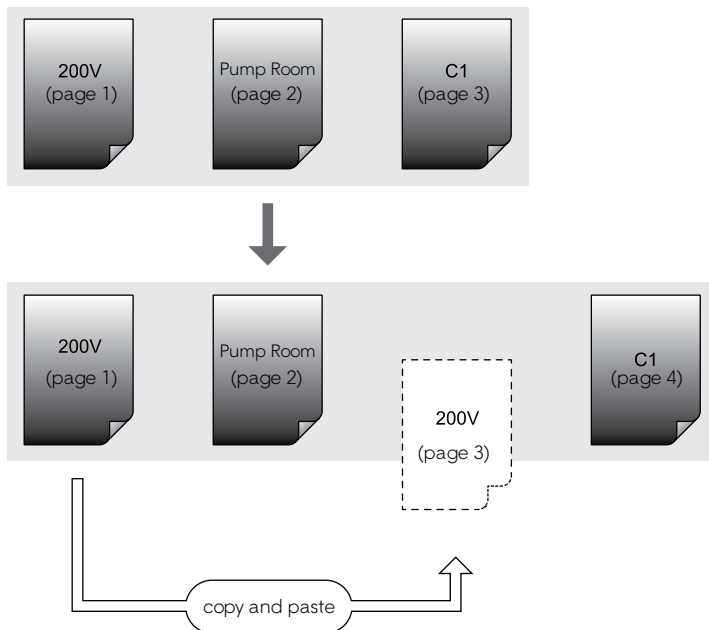 200V
(page 1)
Pump Room
(page 2)
C1
(page 3)
200V
(page 1)
Pump Room
(page 2)
200V
(page 3)
C1
(page 4)
copy and paste